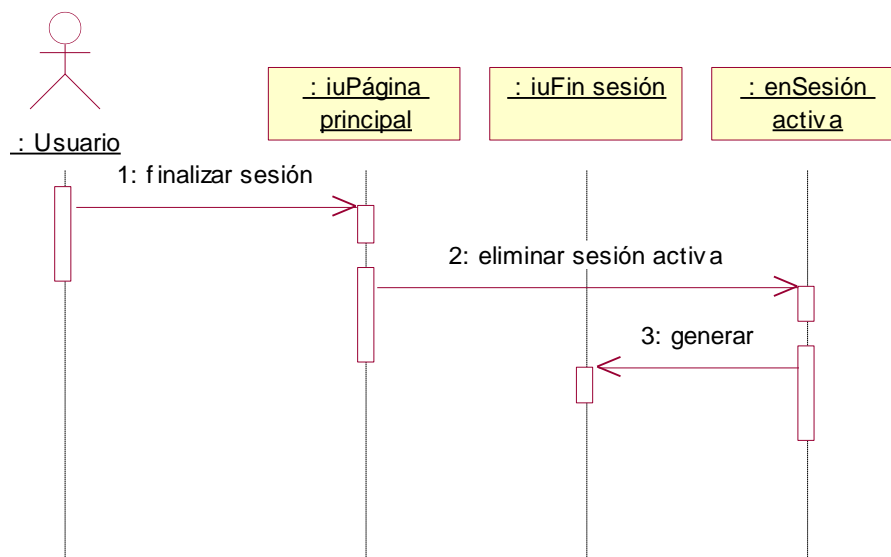 : iuPágina
principal
: iuFin sesión
: enSesión
activa
: Usuario
1: finalizar sesión
2: eliminar sesión activa
3: generar